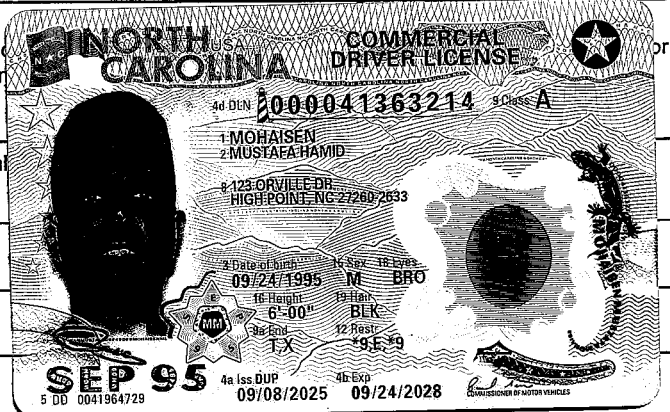 NORTH CAROLINA USA
COMMERCIAL
DRIVER LICENSE
4d DLN 000041363214 9 Class A
1 MOHAISEN
2 MUSTAFA HAMID
8 123 ORVILLE DR
HIGH POINT, NC 27260-2633
3 Date of birth 15 Sex 18 Eyes
09/24/1995 M BRO
16 Height 19 Hair
6'-00" BLK
9a End 12 Restr
T,X *9,E,*9
MM
SEP 95
5 DD 0041964729
4a Iss DUP 4b Exp
09/08/2025 09/24/2028
COMMISSIONER OF MOTOR VEHICLES